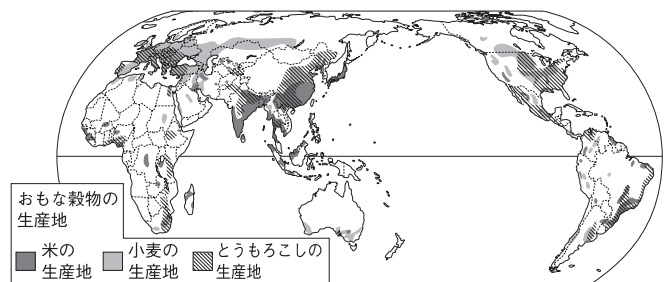 おもな穀物の
生産地
米の
生産地
小麦の
生産地
とうもろこしの
生産地